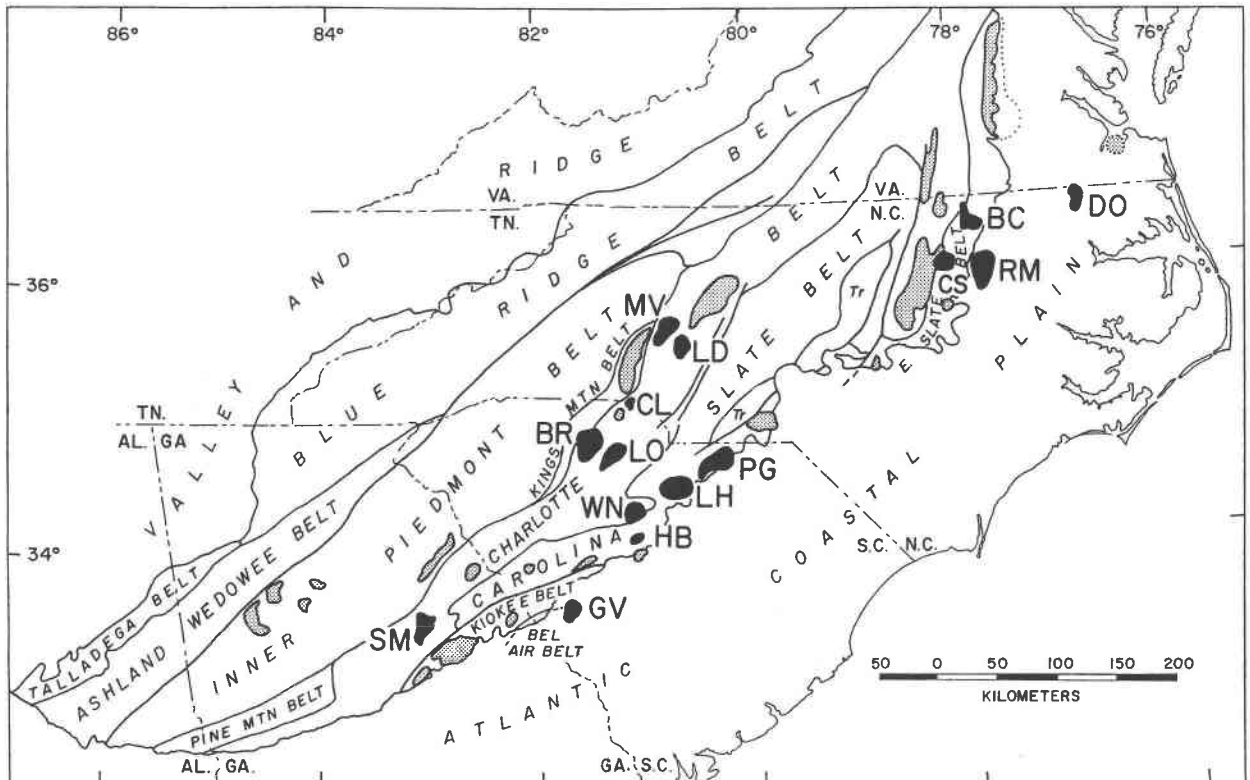 86° 84° 82° 80° 78° 76°
36°
34°
VALLEY AND RIDGE BELT
BLUE RIDGE BELT
VA.
TN.
VA.
N.C.
TN.
AL. GA
TALLADEGA BELT
ASHLAND WEDOWEE BELT
INNER PIEDMONT BELT
PINE MTN BELT
KINGS MTN BELT
CHARLOTTE BELT
CAROLINA SLATE BELT
KIOKEE BELT
BEL
AIR BELT
E SLATE BELT
Tr
Tr
ATLANTIC COASTAL PLAIN
MV
LD
CL
BR
LO
WN
LH
PG
HB
GV
SM
BC
CS
RM
DO
S.C. N.C.
AL. GA.
GA. S.C.
50 0 50 100 150 200
KILOMETERS